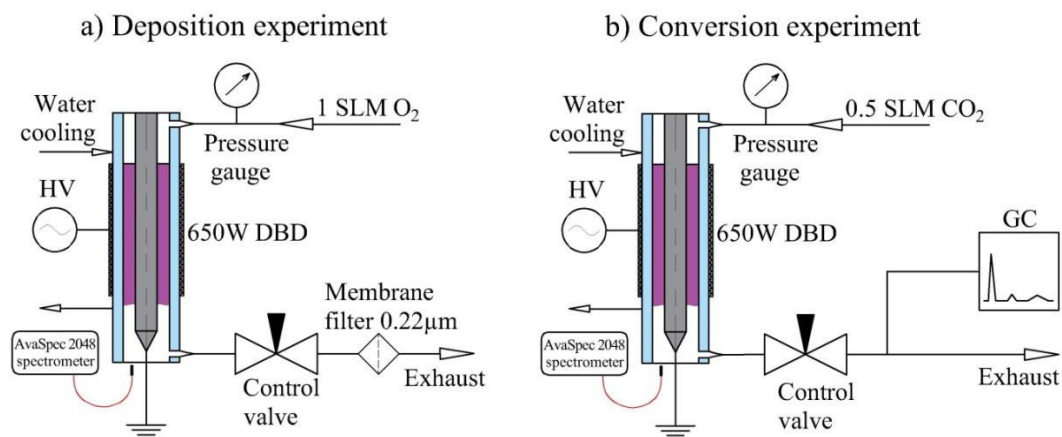 a) Deposition experiment
Water
cooling
1 SLM O₂
Pressure
gauge
HV
650W DBD
Membrane
filter 0.22µm
AvaSpec 2048
spectrometer
Control
valve
Exhaust
b) Conversion experiment
Water
cooling
0.5 SLM CO₂
Pressure
gauge
HV
650W DBD
GC
AvaSpec 2048
spectrometer
Control
valve
Exhaust